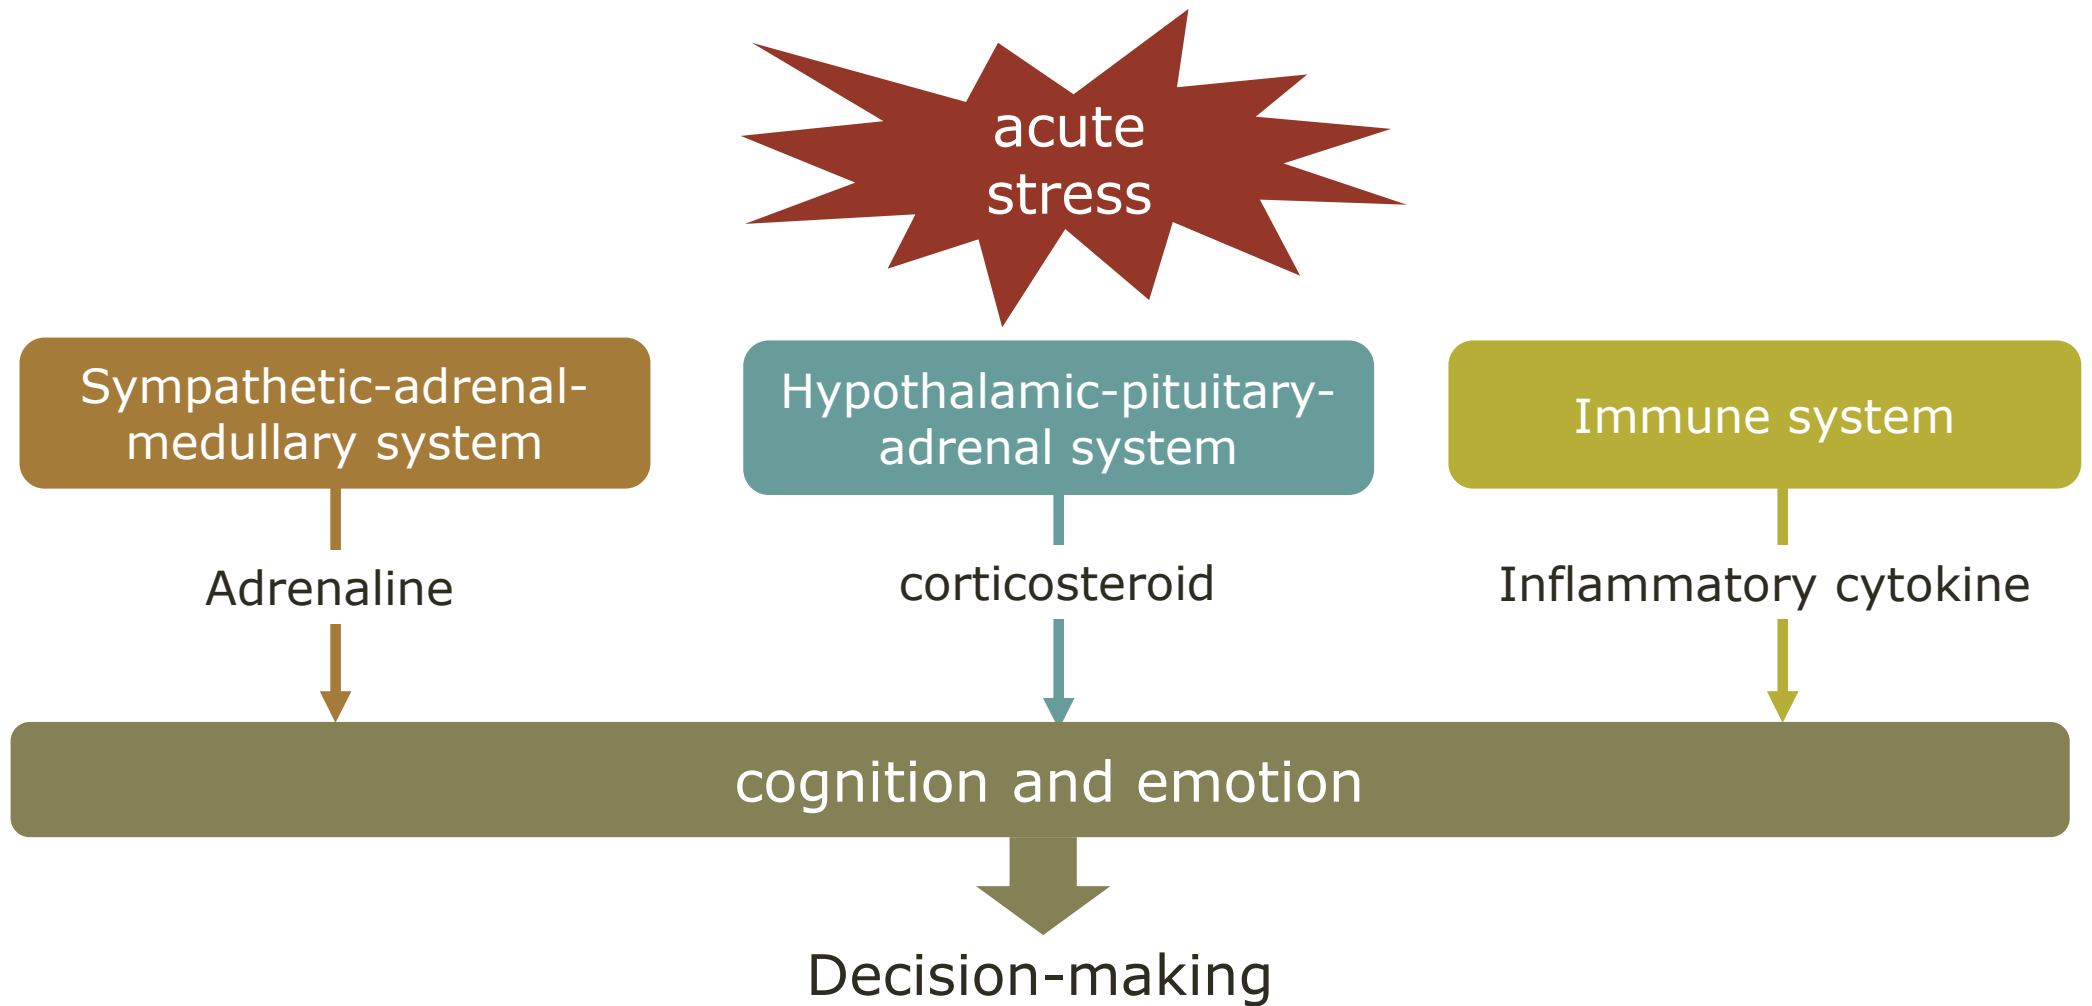 acute
stress
Sympathetic-adrenal-
medullary system
Hypothalamic-pituitary-
adrenal system
Immune system
Adrenaline
corticosteroid
Inflammatory cytokine
cognition and emotion
Decision-making